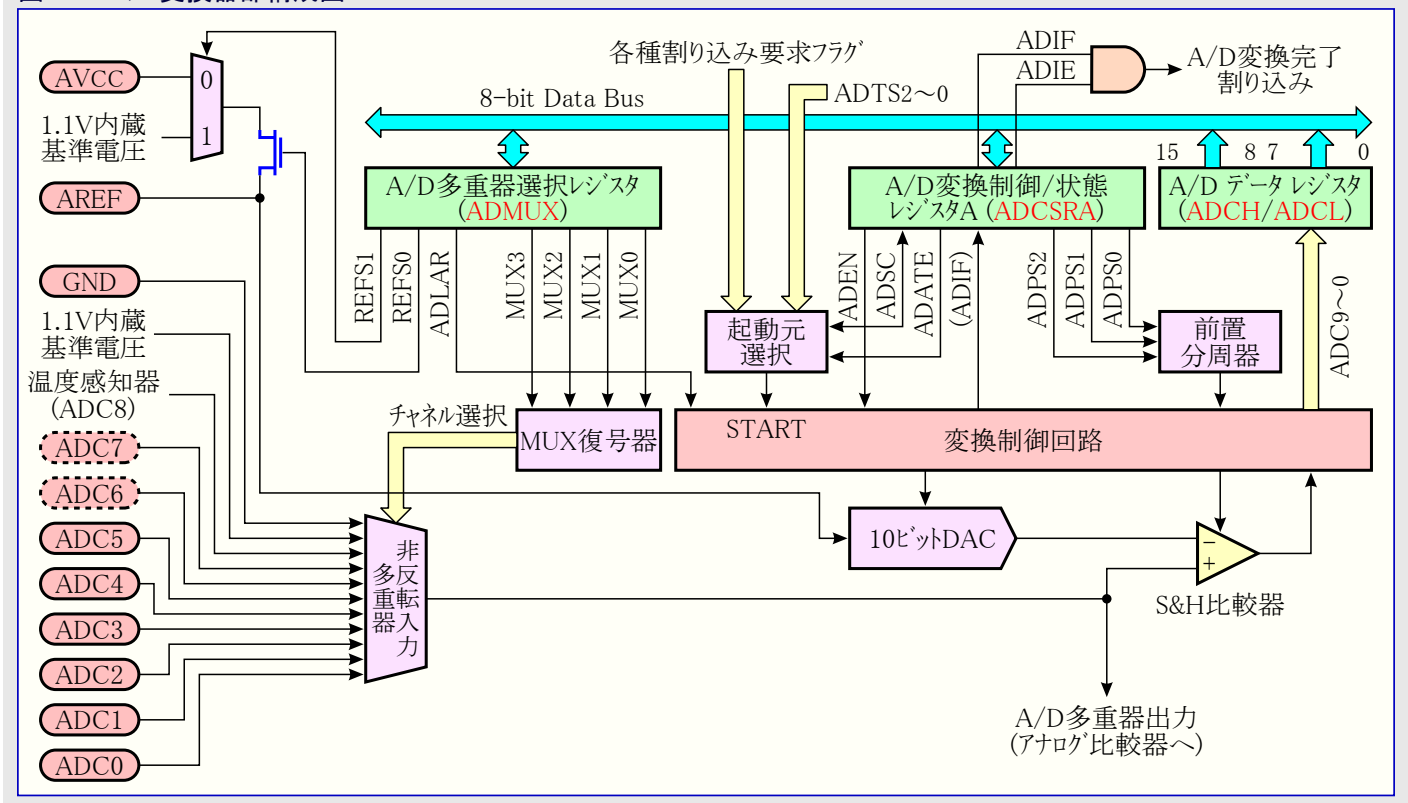 AVCC
0
1
1.1V内蔵
基準電圧
AREF
各種割り込み要求フラグ
ADTS2～0
8-bit Data Bus
ADIF
ADIE
A/D変換完了
割り込み
A/D多重器選択レジスタ
(ADMUX)
A/D変換制御/状態
レジスタA (ADCSRA)
15
8
7
0
A/D データ レジスタ
(ADCH/ADCL)
REFS1
REFS0
ADLAR
MUX3
MUX2
MUX1
MUX0
ADEN
ADSC
ADATE
(ADIF)
ADPS2
ADPS1
ADPS0
ADC9～0
起動元
選択
前置
分周器
GND
1.1V内蔵
基準電圧
温度感知器
(ADC8)
ADC7
ADC6
ADC5
ADC4
ADC3
ADC2
ADC1
ADC0
チャネル選択
MUX復号器
START
変換制御回路
非反転入力
多重器
10ビットDAC
−
+
S&H比較器
A/D多重器出力
(アナログ比較器へ)